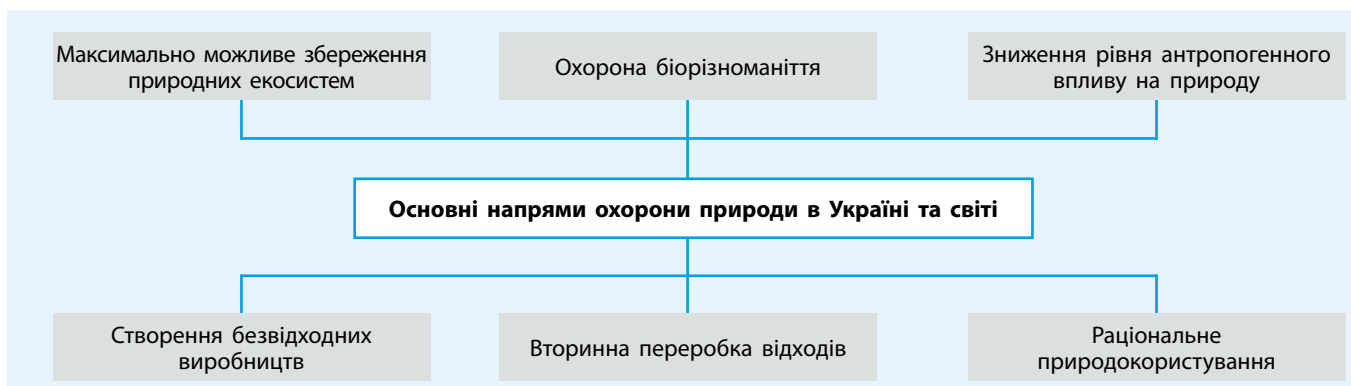 Максимально можливе збереження
природних екосистем
Охорона біорізноманіття
Зниження рівня антропогенного
впливу на природу
Основні напрями охорони природи в Україні та світі
Створення безвідходних
виробництв
Вторинна переробка відходів
Раціональне
природокористування